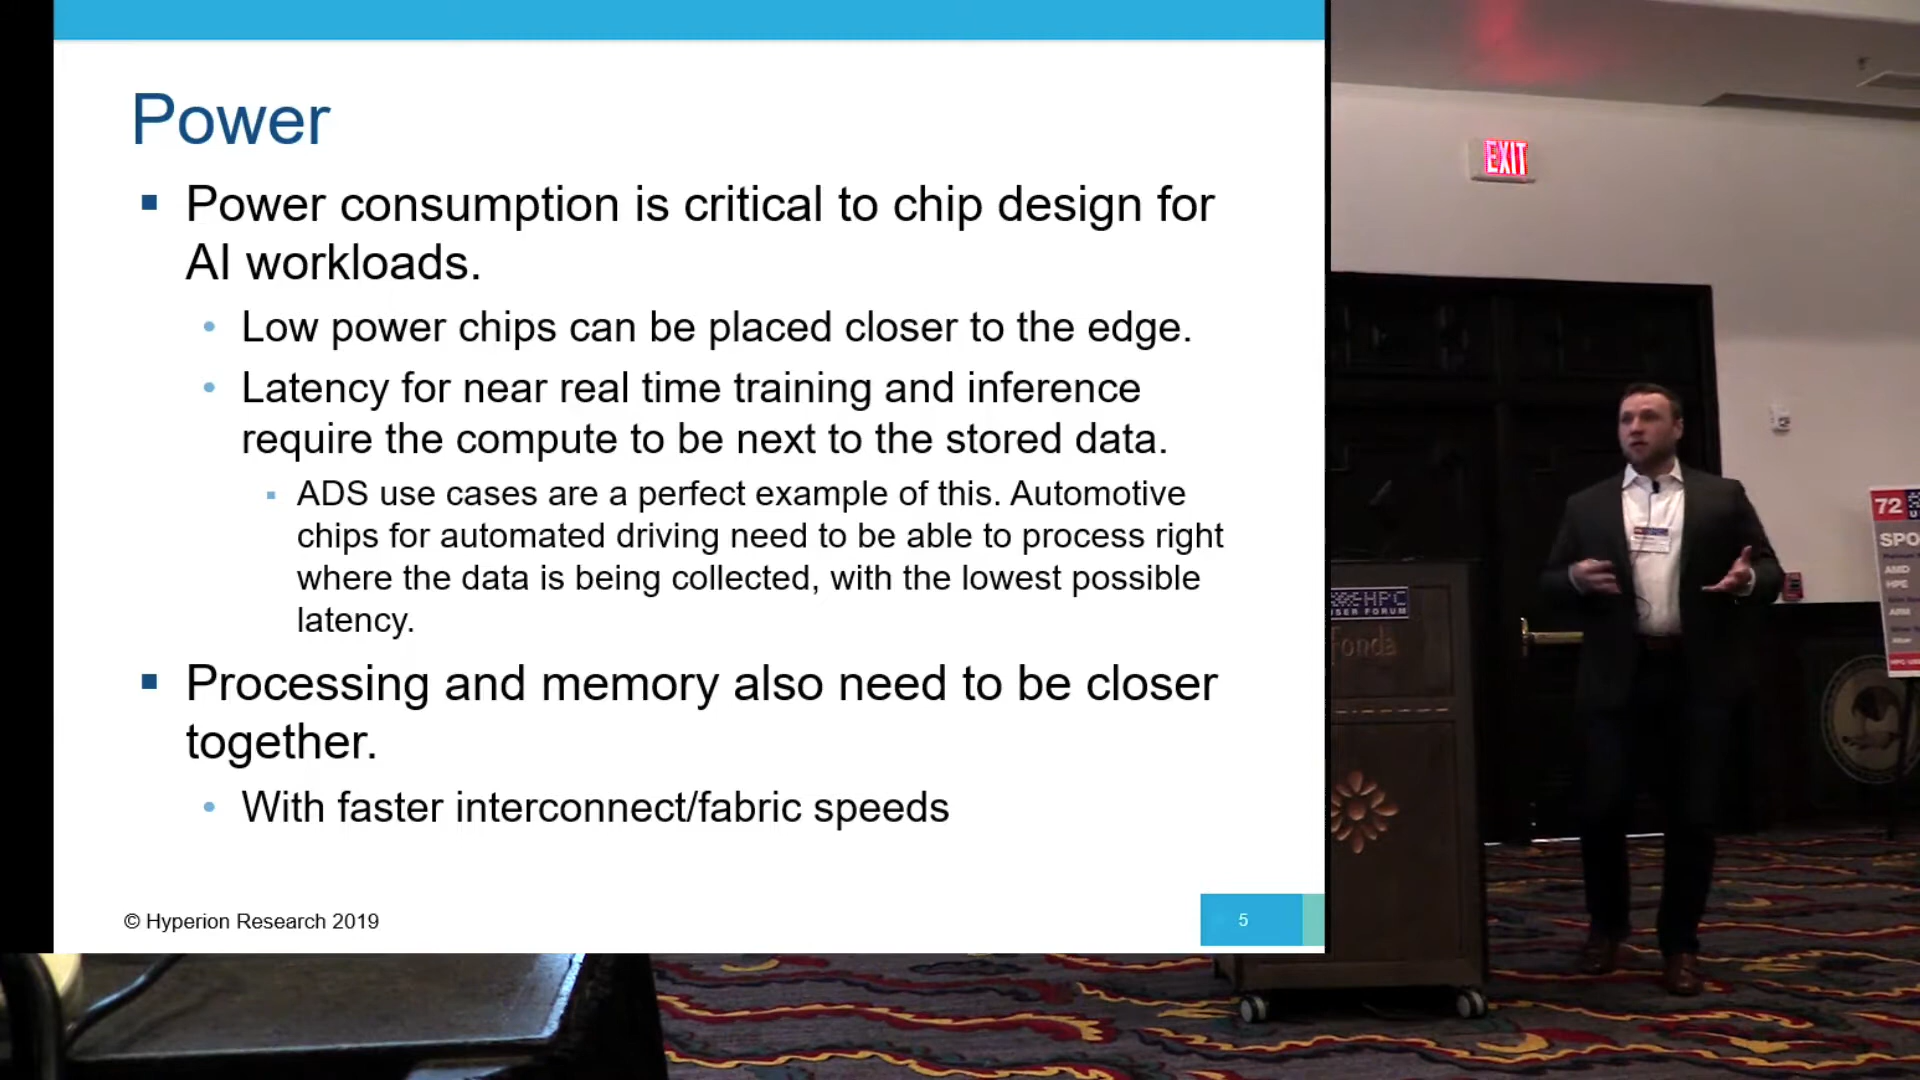 Power
Power consumption is critical to chip design for
AI workloads.
Low power chips can be placed closer to the edge.
Latency for near real time training and inference
require the compute to be next to the stored data.
ADS use cases are a perfect example of this. Automotive
chips for automated driving need to be able to process right
where the data is being collected, with the lowest possible
latency.
Processing and memory also need to be closer
together.
With faster interconnect/fabric speeds
© Hyperion Research 2019
5
EXIT
HPC
USER FORUM
fonda
72
SPO
AMD
HPE